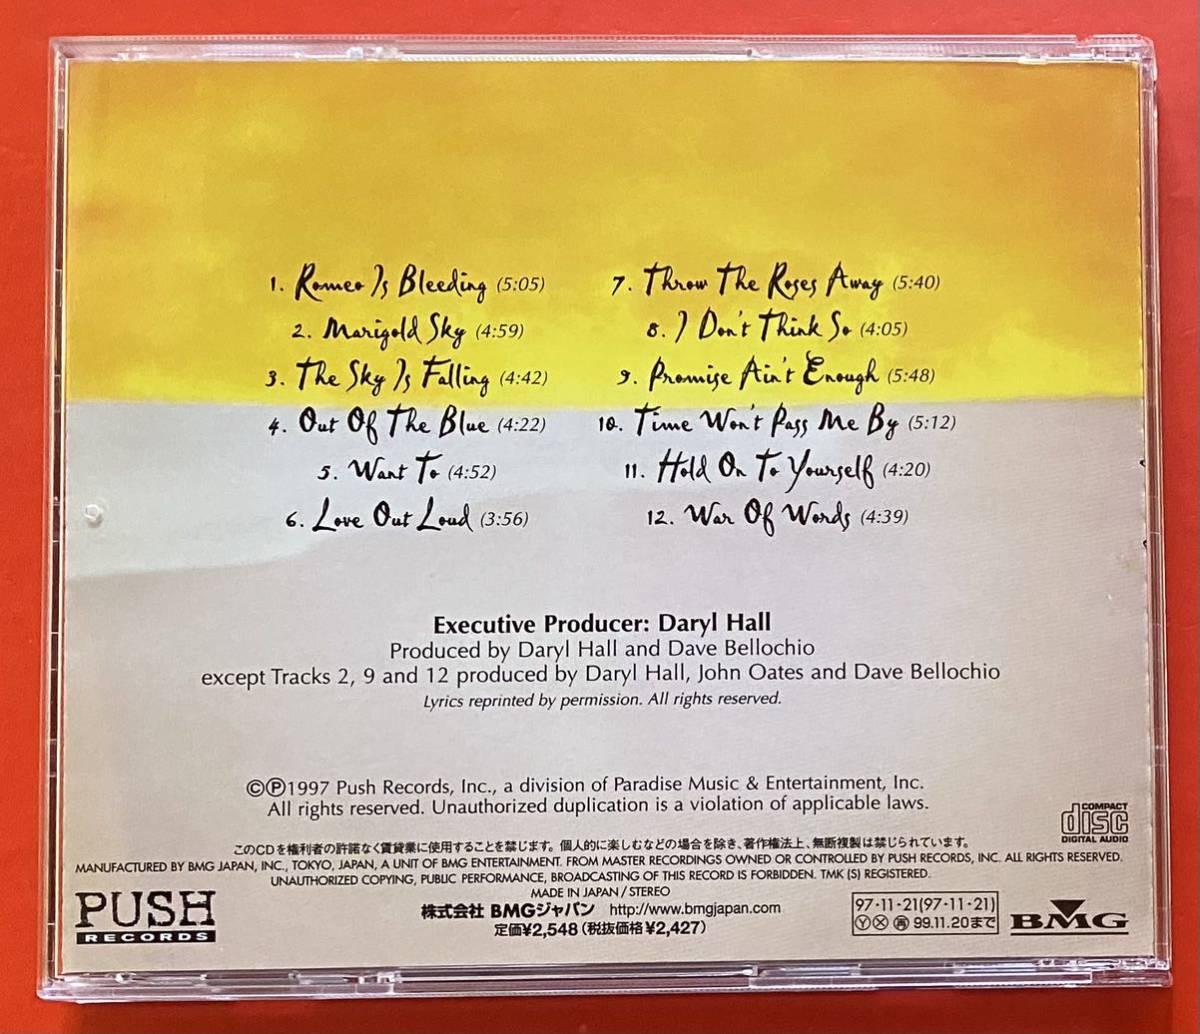 1. Romeo Is Bleeding (5:05)
2. Marigold Sky (4:59)
3. The Sky Is Falling (4:42)
4. Out Of The Blue (4:22)
5. Want To (4:52)
6. Love Out Loud (3:56)
7. Throw The Roses Away (5:40)
8. I Don't Think So (4:05)
9. Promise Ain't Enough (5:48)
10. Time Won't Pass Me By (5:12)
11. Hold On To Yourself (4:20)
12. War Of Words (4:39)
Executive Producer: Daryl Hall
Produced by Daryl Hall and Dave Bellochio
except Tracks 2, 9 and 12 produced by Daryl Hall, John Oates and Dave Bellochio
Lyrics reprinted by permission. All rights reserved.
©℗1997 Push Records, Inc., a division of Paradise Music & Entertainment, Inc.
All rights reserved. Unauthorized duplication is a violation of applicable laws.
COMPACT
disc
DIGITAL AUDIO
このCDを権利者の許諾なく賃貸業に使用することを禁じます。個人的に楽しむなどの場合を除き、著作権法上、無断複製は禁じられています。
MANUFACTURED BY BMG JAPAN, INC., TOKYO, JAPAN, A UNIT OF BMG ENTERTAINMENT. FROM MASTER RECORDINGS OWNED OR CONTROLLED BY PUSH RECORDS, INC. ALL RIGHTS RESERVED.
UNAUTHORIZED COPYING, PUBLIC PERFORMANCE, BROADCASTING OF THIS RECORD IS FORBIDDEN. TMK (S) REGISTERED.
MADE IN JAPAN / STEREO
PUSH
RECORDS
株式会社 BMGジャパン http://www.bmgjapan.com
定価¥2,548(税抜価格¥2,427)
97・11・21(97・11・21)
Ⓨ Ⓧ 再 99.11.20まで
BMG